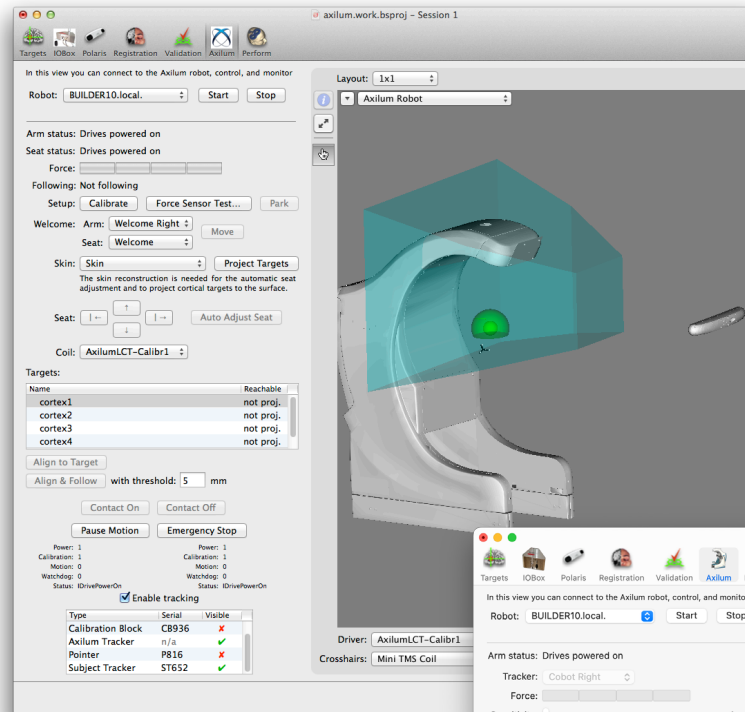 axilum.work.bsproj – Session 1
Targets IOBox Polaris Registration Validation Axilum Perform
In this view you can connect to the Axilum robot, control, and monitor
Robot: BUILDER10.local. Start Stop
Arm status: Drives powered on
Seat status: Drives powered on
Force:
Following: Not following
Setup: Calibrate Force Sensor Test... Park
Welcome: Arm: Welcome Right Move
Seat: Welcome
Skin: Skin Project Targets
The skin reconstruction is needed for the automatic seat
adjustment and to project cortical targets to the surface.
Seat: Auto Adjust Seat
Coil: AxilumLCT-Calibr1
Targets:
Name Reachable
cortex1 not proj.
cortex2 not proj.
cortex3 not proj.
cortex4 not proj.
Align to Target
Align & Follow with threshold: 5 mm
Contact On Contact Off
Pause Motion Emergency Stop
Power: 1 Power: 1
Calibration: 1 Calibration: 1
Motion: 0 Motion: 0
Watchdog: 0 Watchdog: 0
Status: IDrivePowerOn Status: IDrivePowerOn
Enable tracking
Type Serial Visible
Calibration Block CB936
Axilum Tracker n/a
Pointer P816
Subject Tracker ST652
Layout: 1x1
Axilum Robot
Driver: AxilumLCT-Calibr1
Crosshairs: Mini TMS Coil
Targets IOBox Polaris Registration Validation Axilum
In this view you can connect to the Axilum robot, control, and monito
Robot: BUILDER10.local. Start Stop
Arm status: Drives powered on
Tracker: Cobot Right
Force: